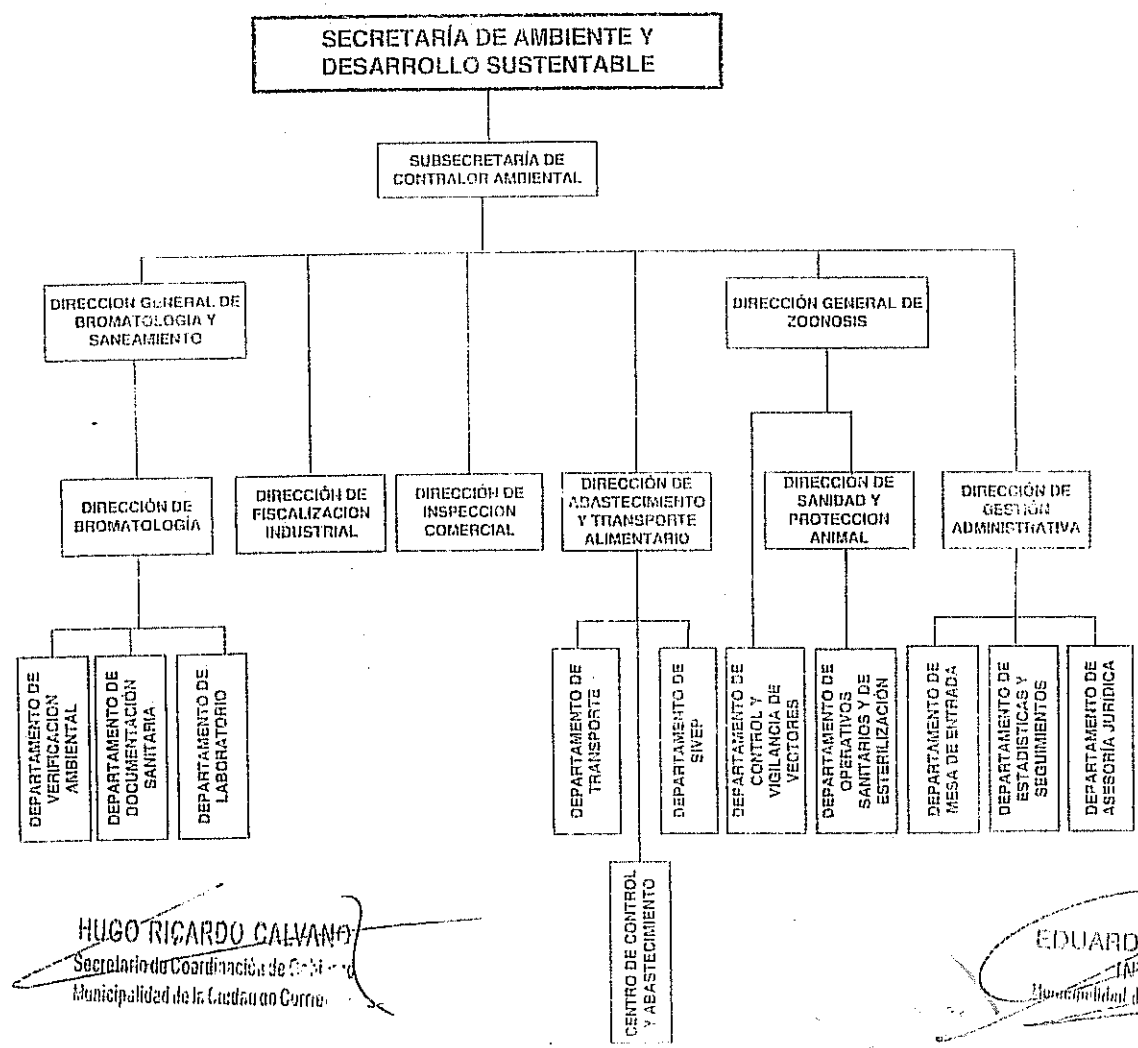 SECRETARÍA DE AMBIENTE Y
DESARROLLO SUSTENTABLE
SUBSECRETARÍA DE
CONTRALOR AMBIENTAL
DIRECCION GENERAL DE
BROMATOLOGIA Y
SANEAMIENTO
DIRECCIÓN GENERAL DE
ZOONOSIS
DIRECCIÓN DE
BROMATOLOGÍA
DIRECCIÓN DE
FISCALIZACION
INDUSTRIAL
DIRECCIÓN DE
INSPECCION
COMERCIAL
DIRECCIÓN DE
ABASTECIMIENTO
Y TRANSPORTE
ALIMENTARIO
DIRECCIÓN DE
SANIDAD Y
PROTECCION
ANIMAL
DIRECCIÓN DE
GESTIÓN
ADMINISTRATIVA
DEPARTAMENTO DE
VERIFICACION
AMBIENTAL
DEPARTAMENTO DE
DOCUMENTACIÓN
SANITARIA
DEPARTAMENTO DE
LABORATORIO
DEPARTAMENTO DE
TRANSPORTE
DEPARTAMENTO DE
SIVEP
DEPARTAMENTO DE
CONTROL Y
VIGILANCIA DE
VECTORES
DEPARTAMENTO DE
OPERATIVOS
SANITARIOS Y DE
ESTERILIZACIÓN
DEPARTAMENTO DE
MESA DE ENTRADA
DEPARTAMENTO DE
ESTADISTICAS Y
SEGUIMIENTOS
DEPARTAMENTO DE
ASESORÍA JURIDICA
CENTRO DE CONTROL
Y ABASTECIMIENTO
HUGO RICARDO CALVANO
Secretario de Coordinación de
Municipalidad de la Ciudad
EDUARD
Municipalidad d